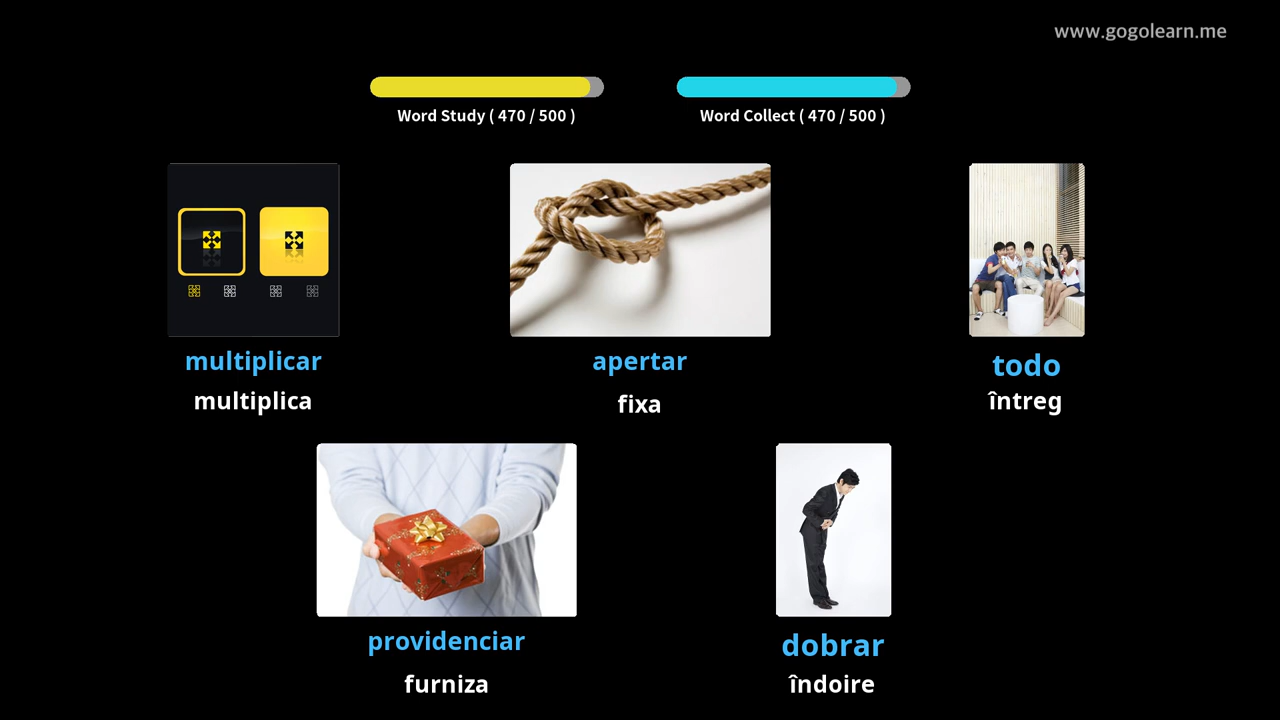 www.gogolearn.me
Word Study ( 470 / 500 )
Word Collect ( 470 / 500 )
multiplicar
multiplica
apertar
fixa
todo
întreg
providenciar
furniza
dobrar
îndoire